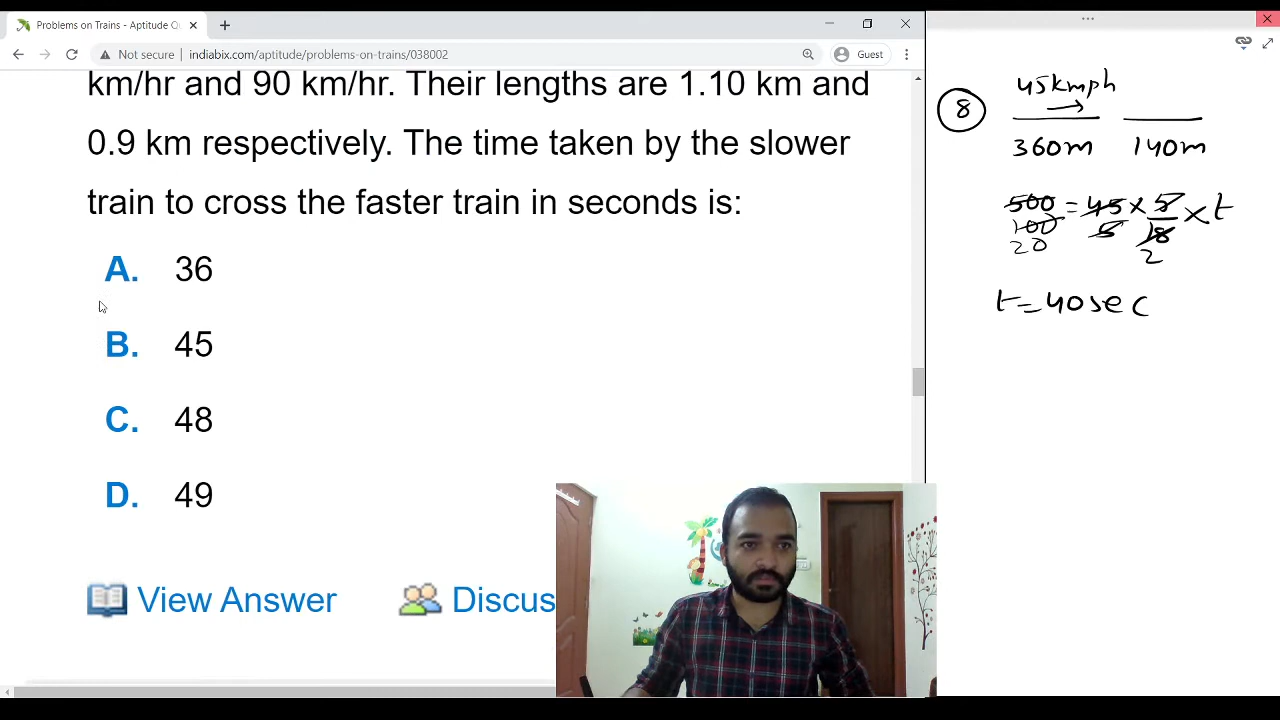 Problems on Trains - Aptitude Qu
Not secure | indiabix.com/aptitude/problems-on-trains/038002
Guest
km/hr and 90 km/hr. Their lengths are 1.10 km and
0.9 km respectively. The time taken by the slower
train to cross the faster train in seconds is:
A. 36
B. 45
C. 48
D. 49
View Answer
Discus
8
45kmph
360m 140m
500 = 45 × 5 × t
100 5 18
20 2
t = 40sec